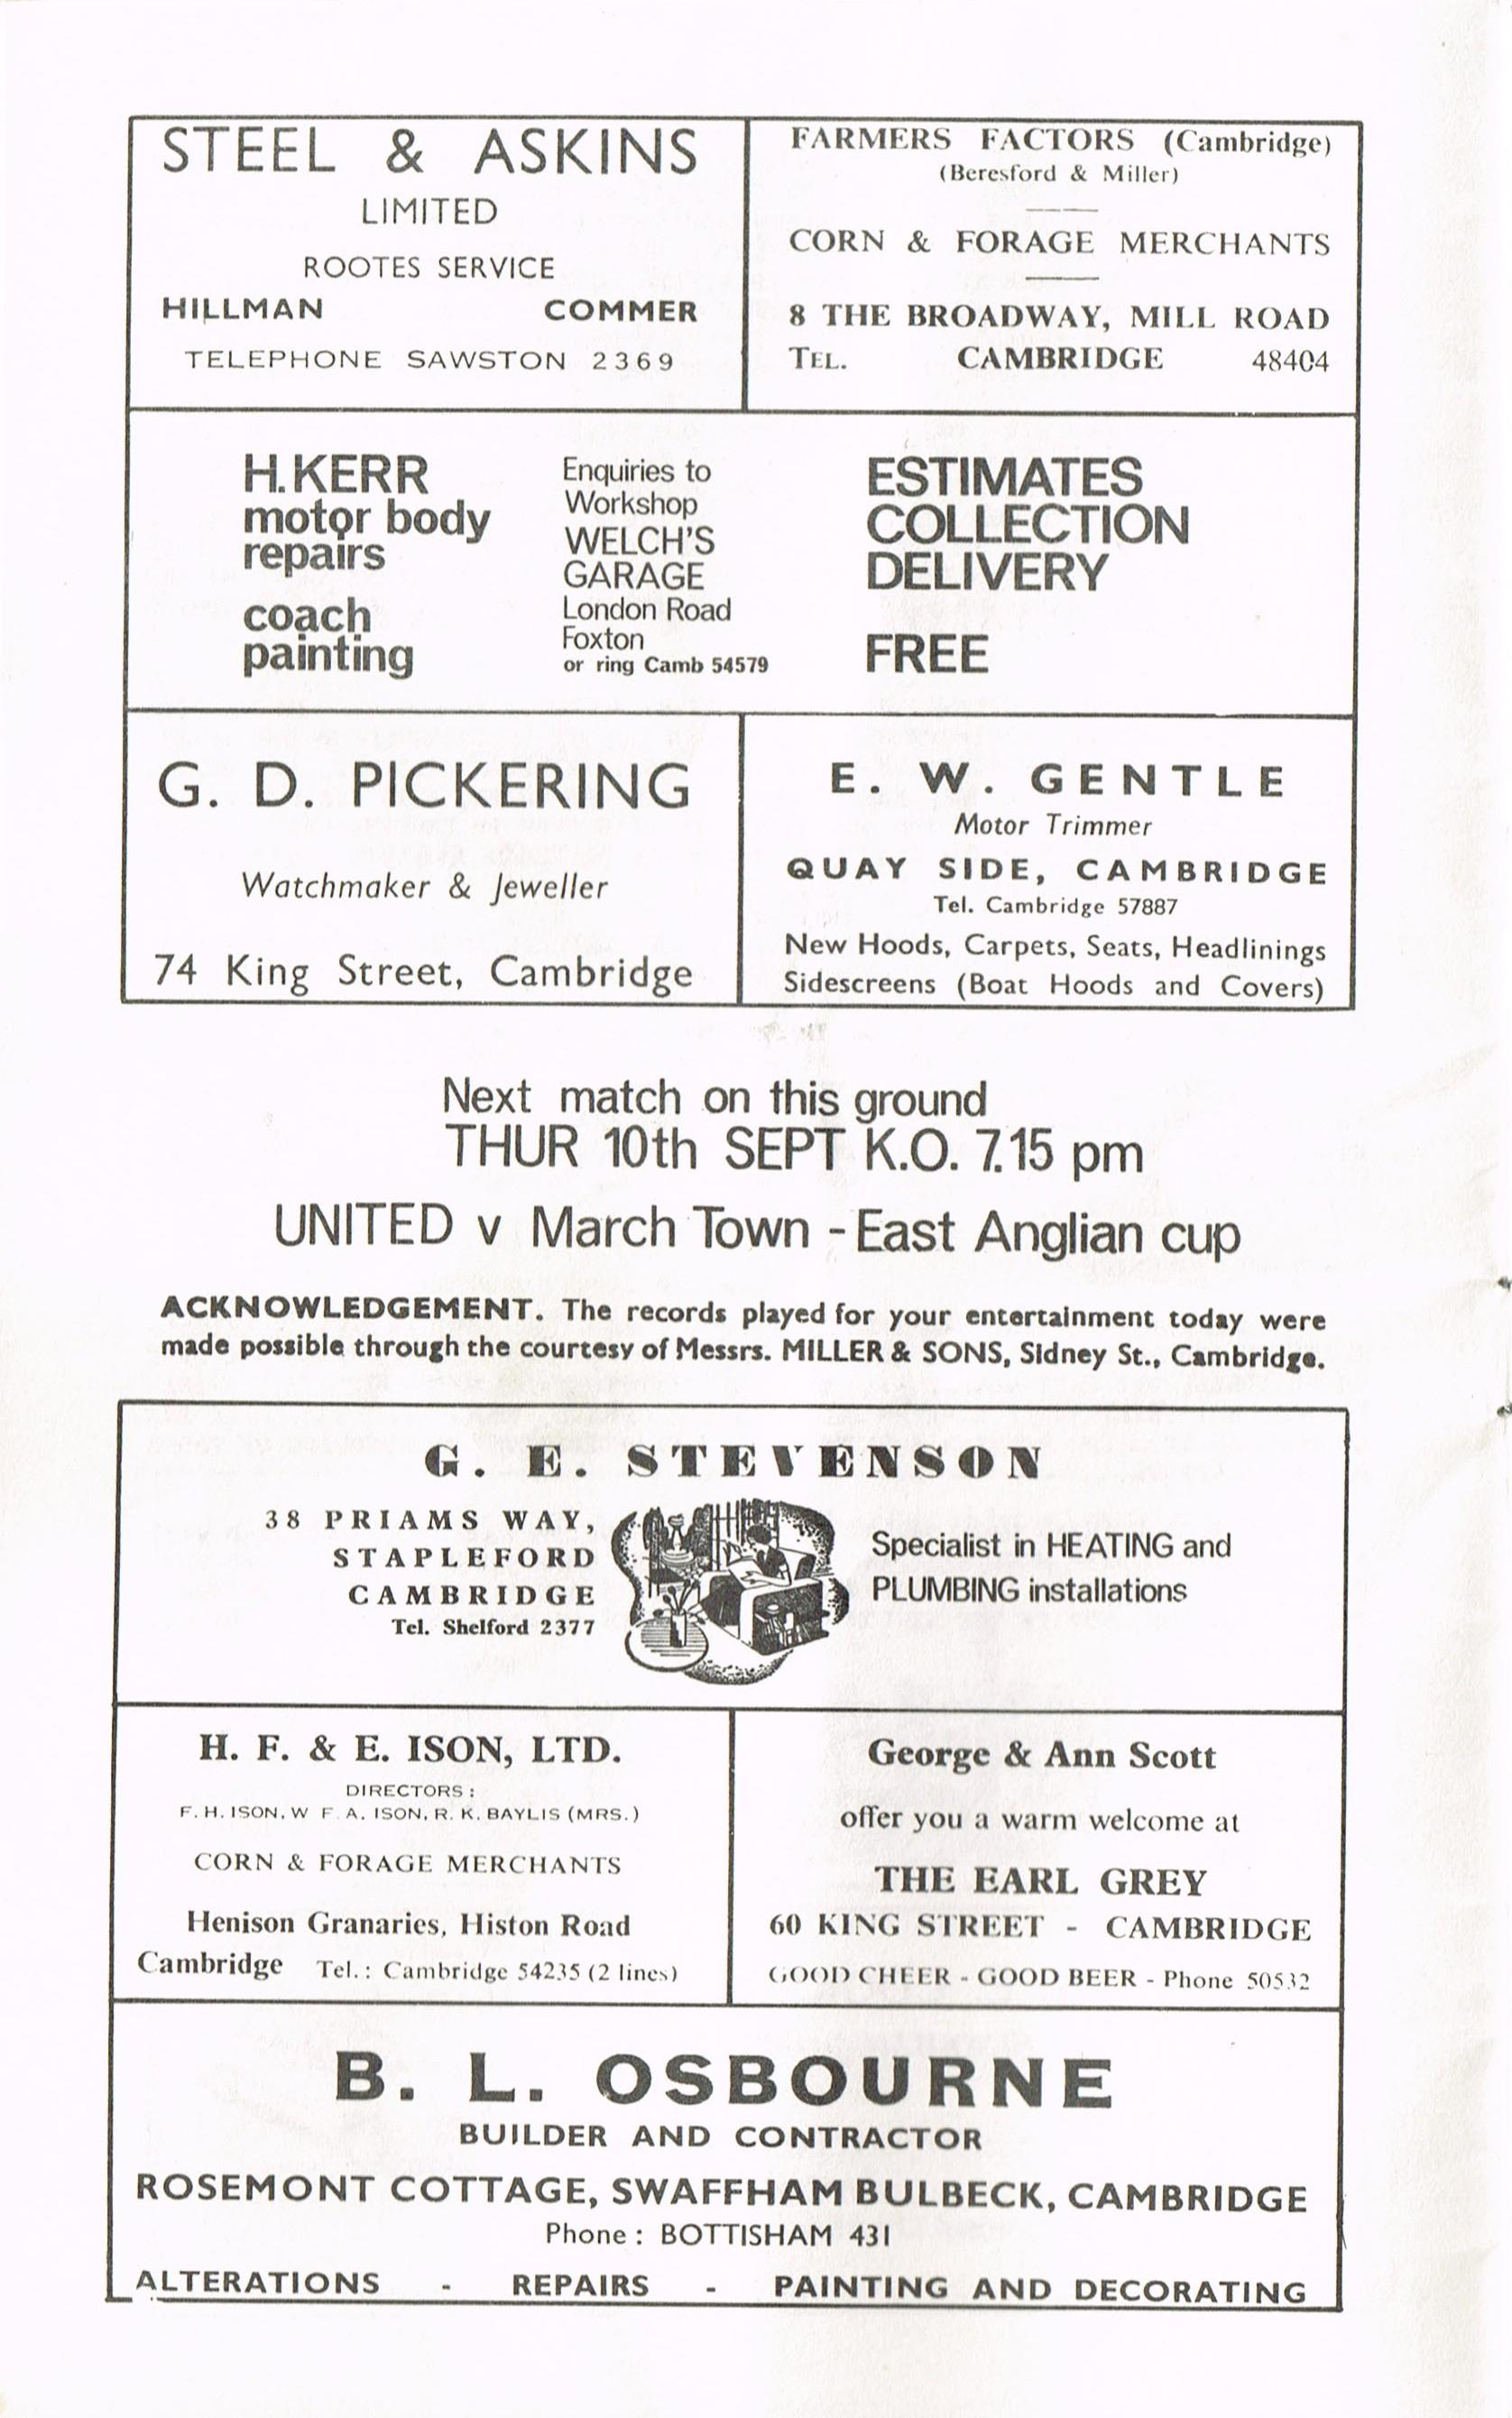 STEEL & ASKINS
LIMITED
ROOTES SERVICE
HILLMAN COMMER
TELEPHONE SAWSTON 2369
FARMERS FACTORS (Cambridge)
(Beresford & Miller)
CORN & FORAGE MERCHANTS
8 THE BROADWAY, MILL ROAD
TEL. CAMBRIDGE 48404
H.KERR
motor body
repairs
coach
painting
Enquiries to
Workshop
WELCH'S
GARAGE
London Road
Foxton
or ring Camb 54579
ESTIMATES
COLLECTION
DELIVERY
FREE
G. D. PICKERING
Watchmaker & Jeweller
74 King Street, Cambridge
E. W. GENTLE
Motor Trimmer
QUAY SIDE, CAMBRIDGE
Tel. Cambridge 57887
New Hoods, Carpets, Seats, Headlinings
Sidescreens (Boat Hoods and Covers)
Next match on this ground
THUR 10th SEPT K.O. 7.15 pm
UNITED v March Town - East Anglian cup
ACKNOWLEDGEMENT. The records played for your entertainment today were
made possible through the courtesy of Messrs. MILLER & SONS, Sidney St., Cambridge.
G. E. STEVENSON
38 PRIAMS WAY,
STAPLEFORD
CAMBRIDGE
Tel. Shelford 2377
Specialist in HEATING and
PLUMBING installations
H. F. & E. ISON, LTD.
DIRECTORS :
F. H. ISON, W F. A. ISON, R. K. BAYLIS (MRS.)
CORN & FORAGE MERCHANTS
Henison Granaries, Histon Road
Cambridge Tel.: Cambridge 54235 (2 lines)
George & Ann Scott
offer you a warm welcome at
THE EARL GREY
60 KING STREET - CAMBRIDGE
GOOD CHEER - GOOD BEER - Phone 50532
B. L. OSBOURNE
BUILDER AND CONTRACTOR
ROSEMONT COTTAGE, SWAFFHAM BULBECK, CAMBRIDGE
Phone : BOTTISHAM 431
ALTERATIONS - REPAIRS - PAINTING AND DECORATING